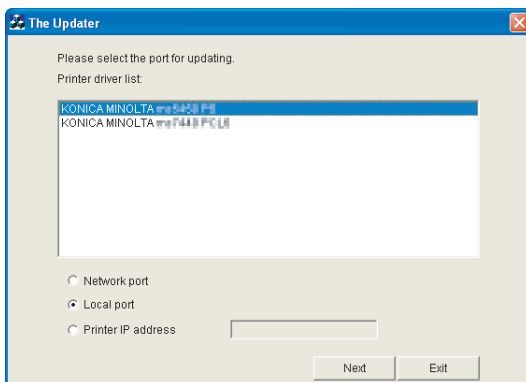 The Updater
Please select the port for updating.
Printer driver list:
KONICA MINOLTA
KONICA MINOLTA
Network port
Local port
Printer IP address
Next Exit